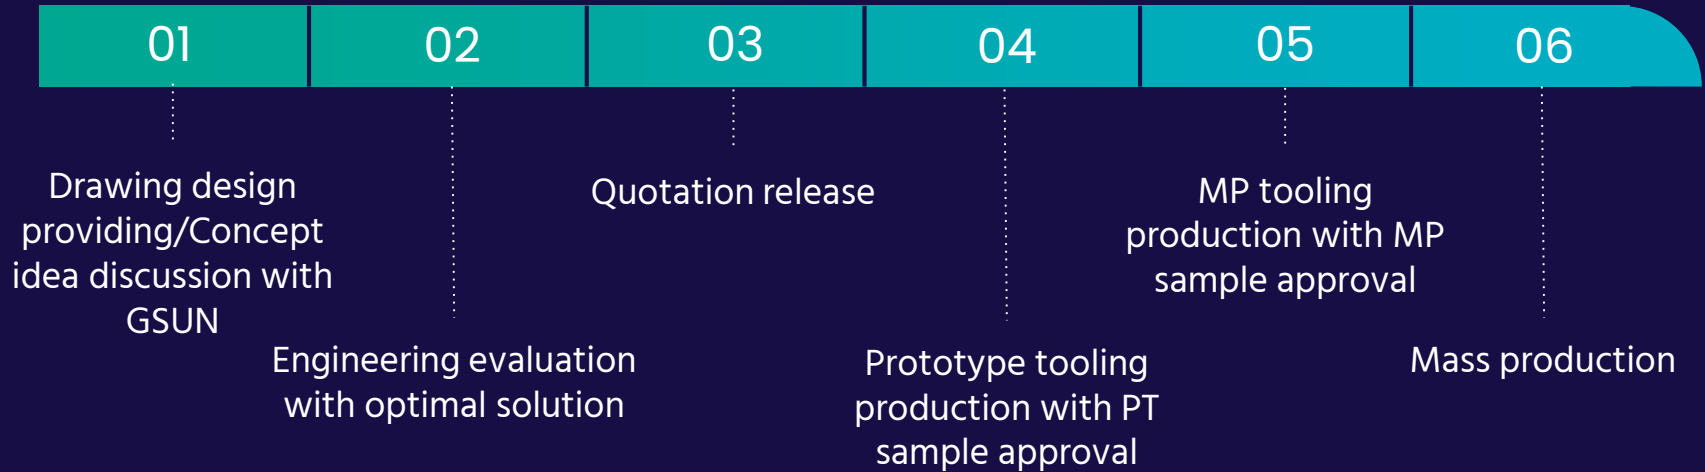 01
02
03
04
05
06
Drawing design
providing/Concept
idea discussion with
GSUN
Engineering evaluation
with optimal solution
Quotation release
Prototype tooling
production with PT
sample approval
MP tooling
production with MP
sample approval
Mass production